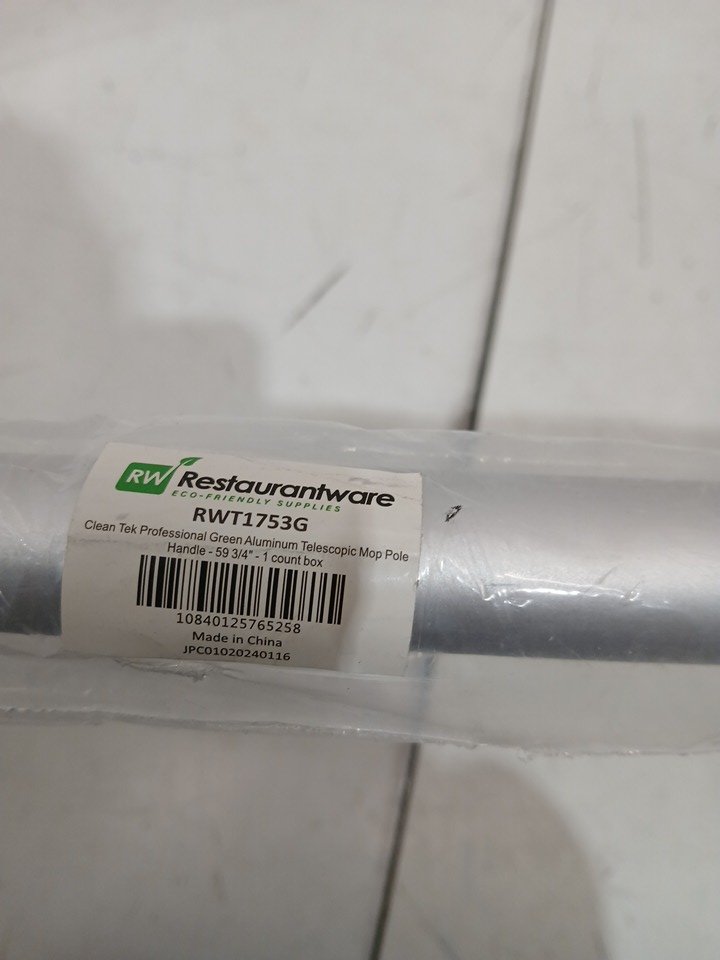 RW Restaurantware
ECO-FRIENDLY SUPPLIES
RWT1753G
Clean Tek Professional Green Aluminum Telescopic Mop Pole
Handle - 59 3/4" - 1 count box
10840125765258
Made in China
JPC01020240116